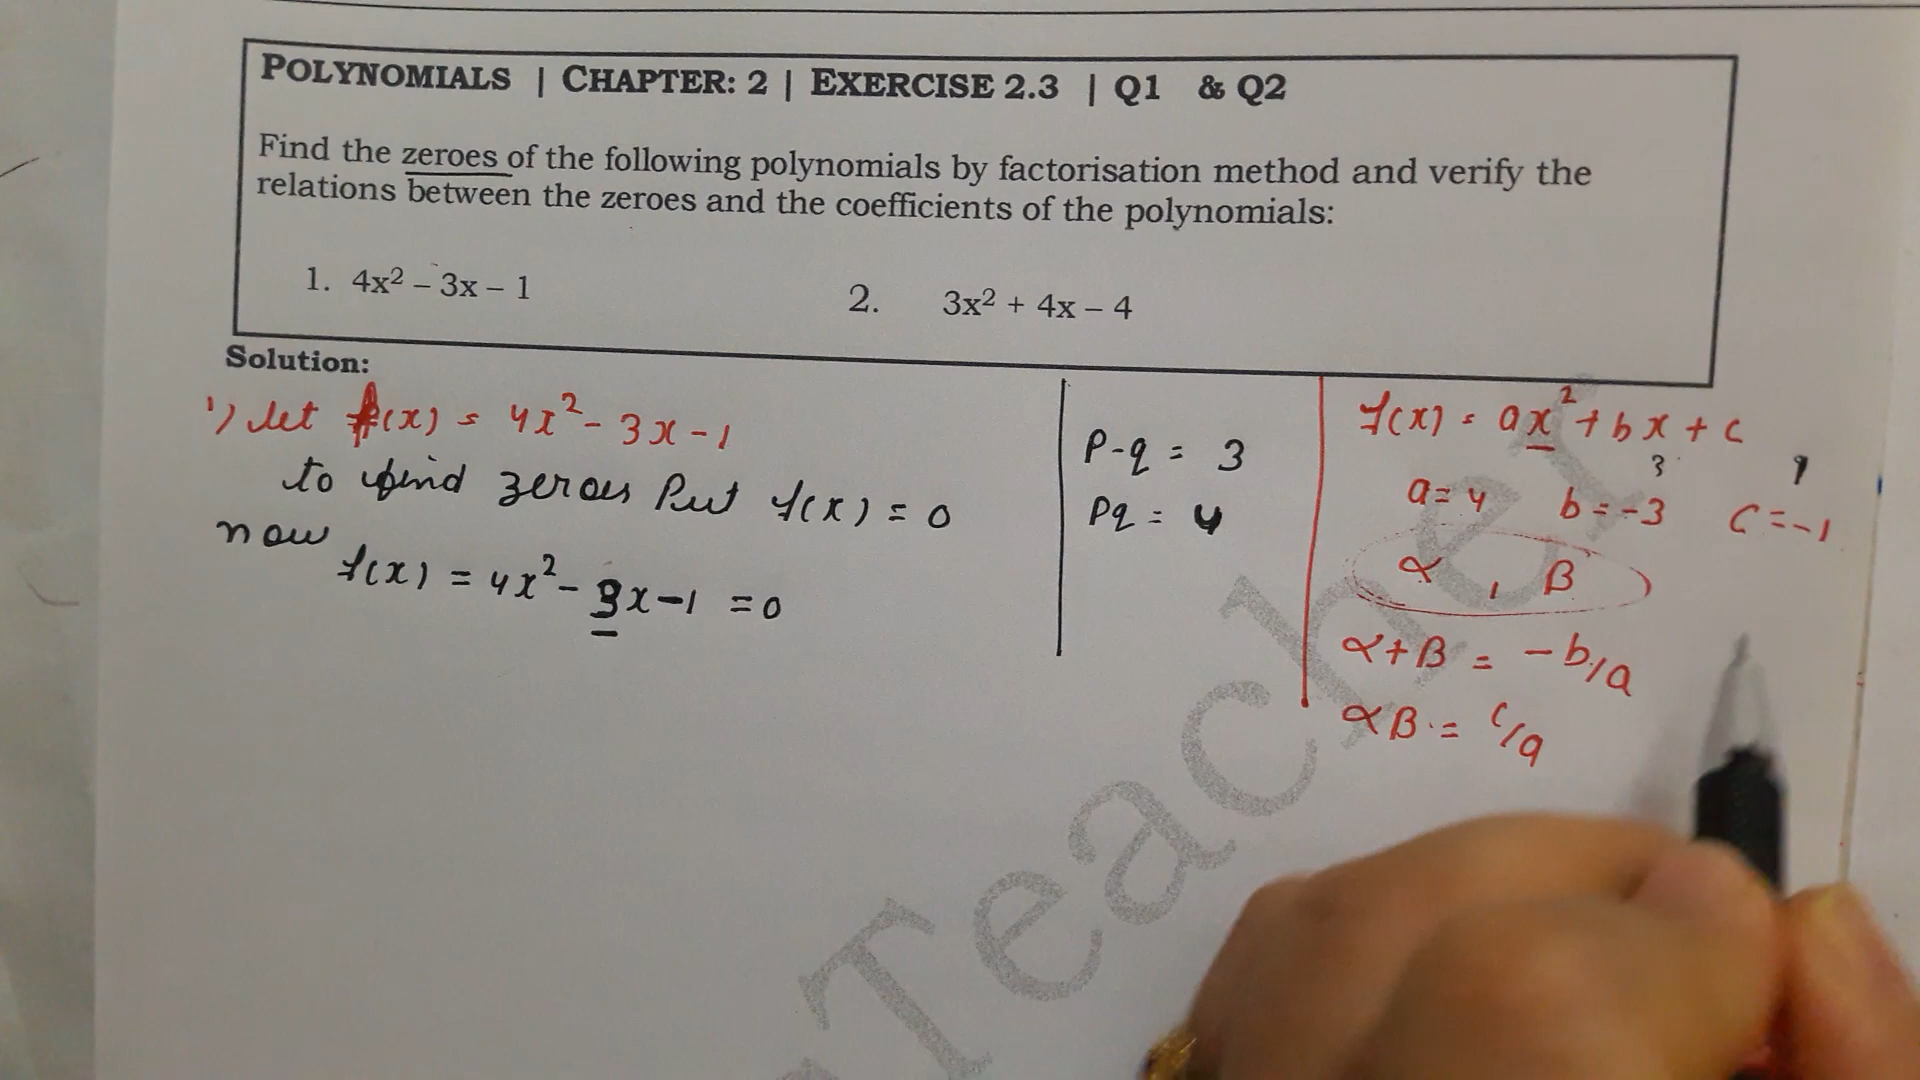 POLYNOMIALS | CHAPTER: 2 | EXERCISE 2.3 | Q1 & Q2
Find the zeroes of the following polynomials by factorisation method and verify the
relations between the zeroes and the coefficients of the polynomials:
1. 4x² – 3x – 1
2. 3x² + 4x – 4
Solution:
1) let f(x) = 4x² - 3x - 1
to find zeroes Put f(x) = 0
now
f(x) = 4x² - 3x - 1 = 0
P-q = 3
Pq = 4
f(x) = ax² + bx + c
3
a = 4 b = -3 c = -1
α , β
α+β = -b/a
αβ = c/a
Teacher